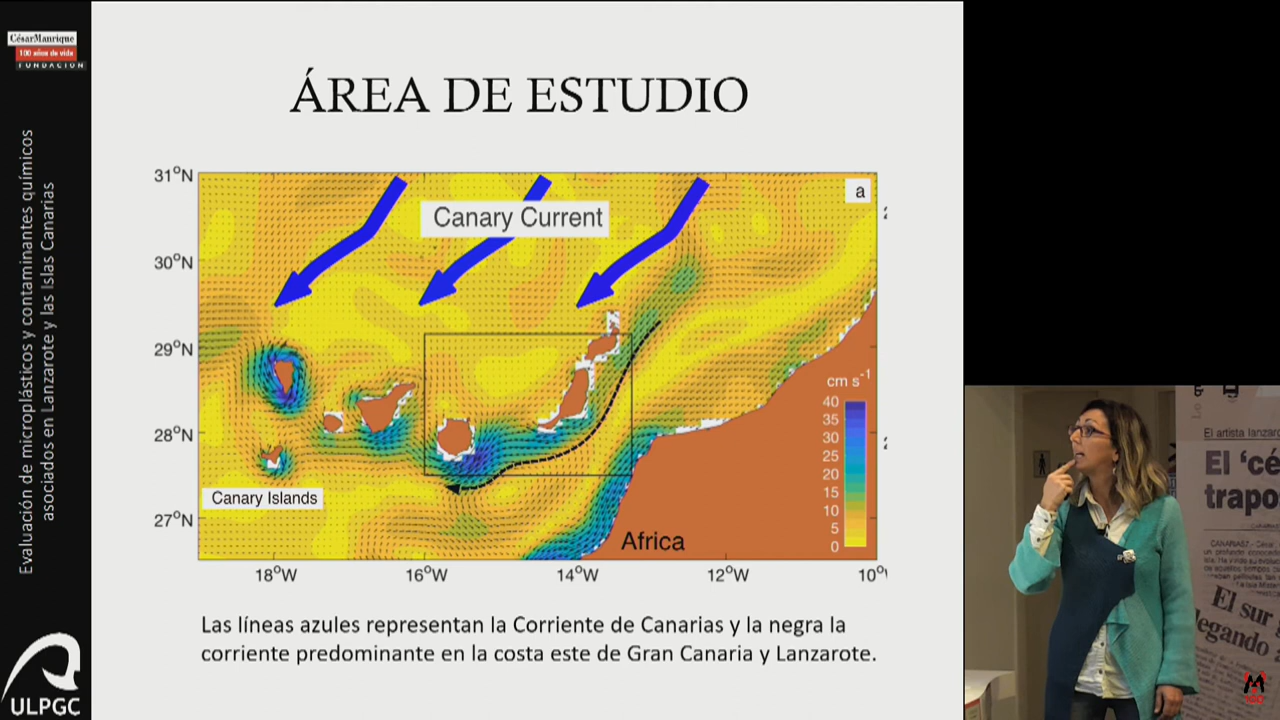 CésarManrique
100 años de vida
FUNDACIÓN
Evaluación de microplásticos y contaminantes químicos
asociados en Lanzarote y las Islas Canarias
ULPGC
ÁREA DE ESTUDIO
31°N
30°N
29°N
28°N
27°N
18°W
16°W
14°W
12°W
10°
a
Canary Current
Canary Islands
Africa
cm s⁻¹
40
35
30
25
20
15
10
5
0
Las líneas azules representan la Corriente de Canarias y la negra la
corriente predominante en la costa este de Gran Canaria y Lanzarote.
El artista lanzar
El ‘cé
trapo
El sur
legando